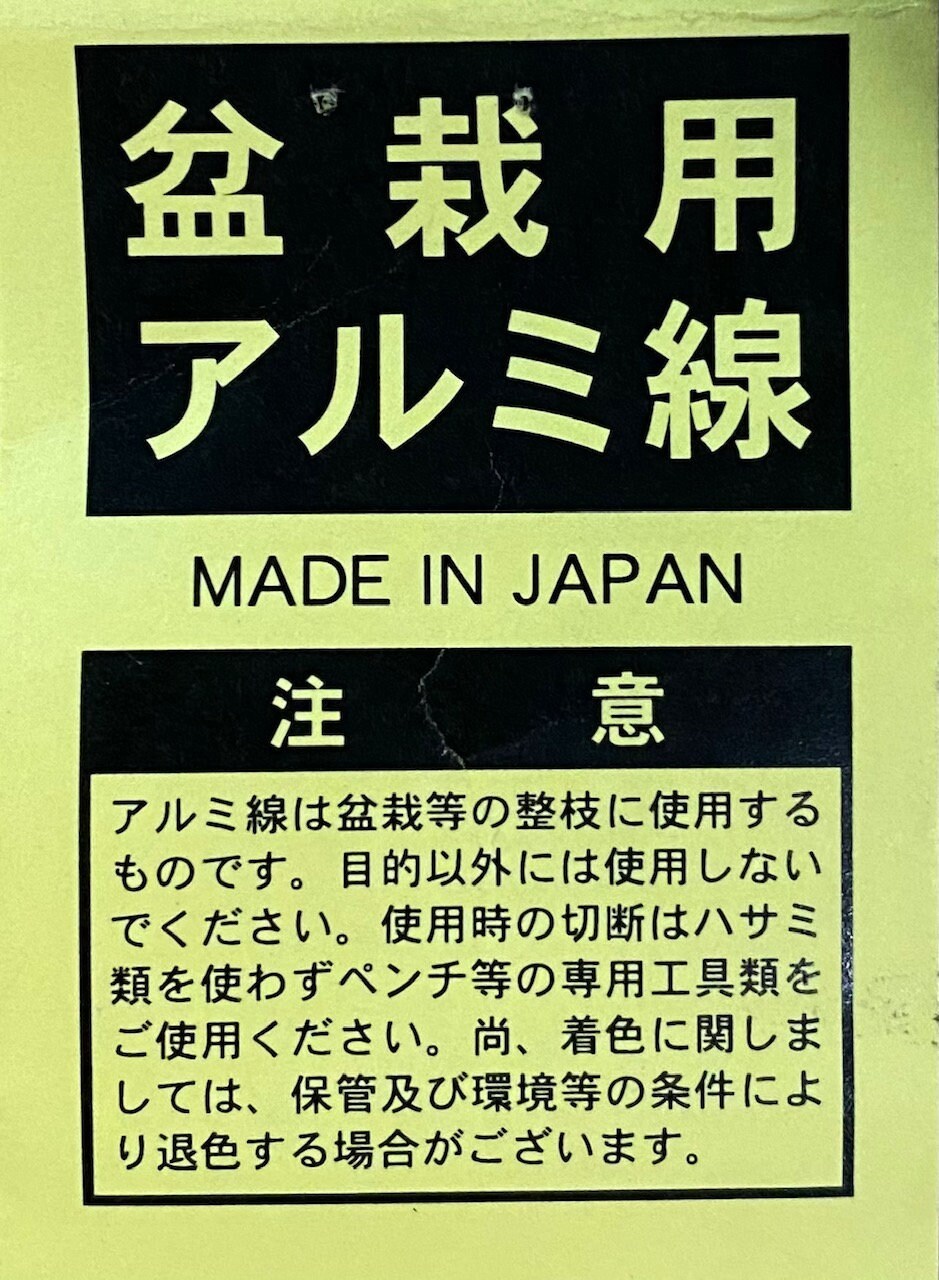 盆栽用
アルミ線
MADE IN JAPAN
注意
アルミ線は盆栽等の整枝に使用する
ものです。目的以外には使用しない
でください。使用時の切断はハサミ
類を使わずペンチ等の専用工具類を
ご使用ください。尚、着色に関しま
しては、保管及び環境等の条件によ
り退色する場合がございます。